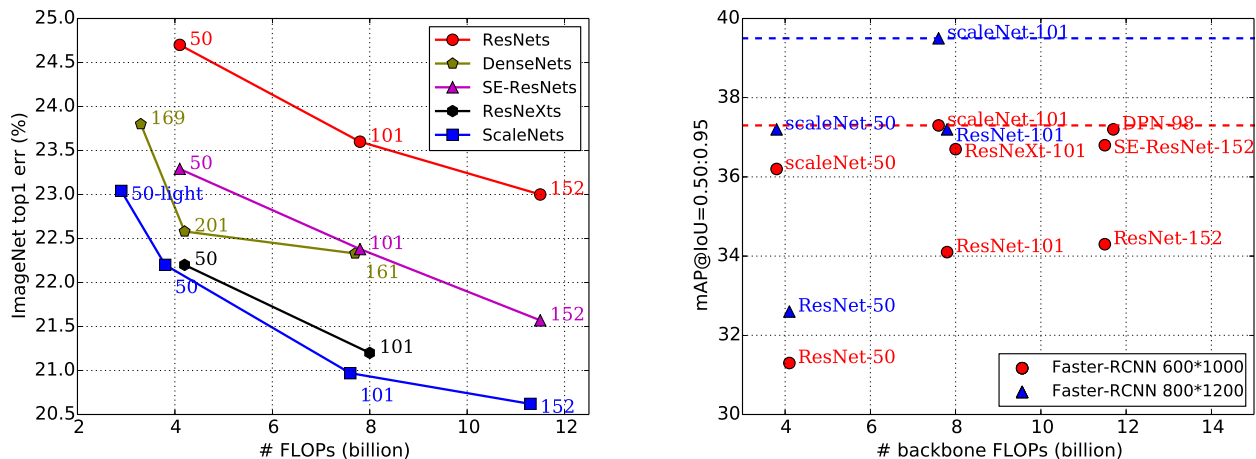 25.0
24.5
24.0
23.5
23.0
22.5
22.0
21.5
21.0
20.5
ImageNet top1 err (%)
2
4
6
8
10
12
# FLOPs (billion)
ResNets
DenseNets
SE-ResNets
ResNeXts
ScaleNets
50
101
152
169
201
161
50
101
152
50
101
50-light
50
101
152
40
38
36
34
32
30
mAP@IoU=0.50:0.95
4
6
8
10
12
14
# backbone FLOPs (billion)
scaleNet-101
scaleNet-50
scaleNet-101
ResNet-101
DPN-98
ResNeXt-101
SE-ResNet-152
scaleNet-50
ResNet-101
ResNet-152
ResNet-50
ResNet-50
Faster-RCNN 600*1000
Faster-RCNN 800*1200